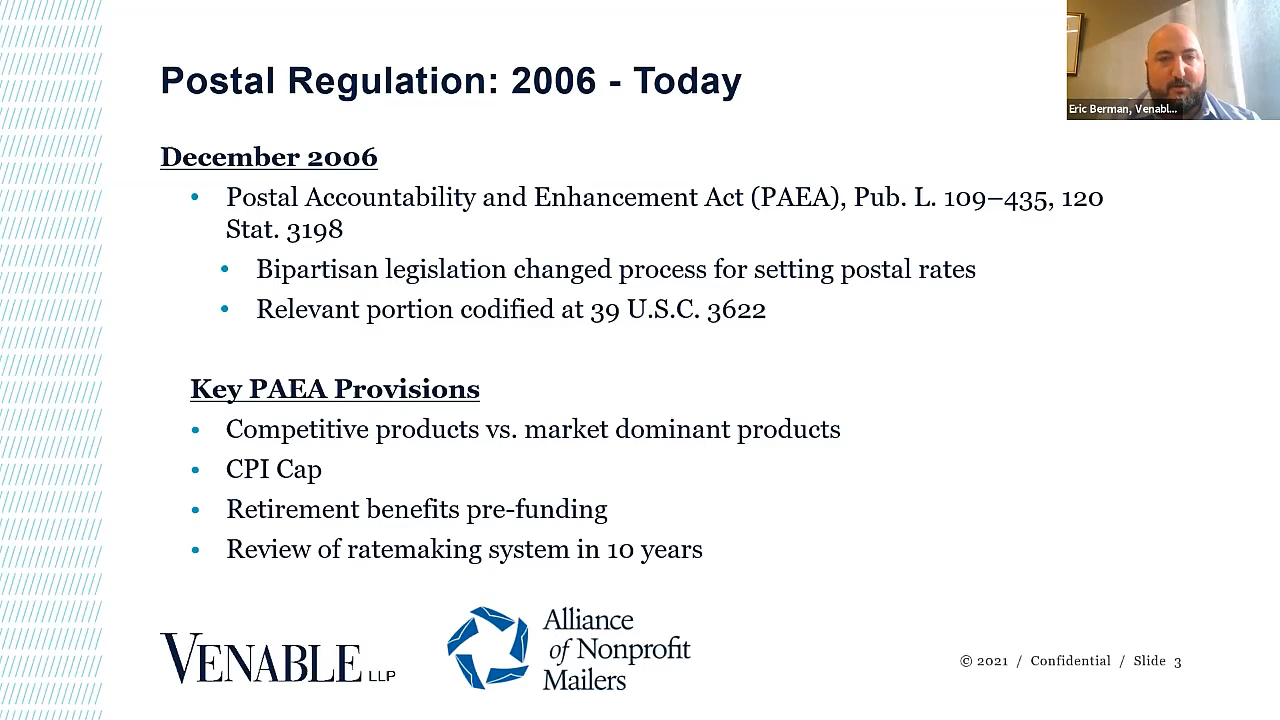 Postal Regulation: 2006 - Today
Eric Berman, Venabl...
December 2006
• Postal Accountability and Enhancement Act (PAEA), Pub. L. 109–435, 120
Stat. 3198
• Bipartisan legislation changed process for setting postal rates
• Relevant portion codified at 39 U.S.C. 3622
Key PAEA Provisions
• Competitive products vs. market dominant products
• CPI Cap
• Retirement benefits pre-funding
• Review of ratemaking system in 10 years
VENABLE LLP
Alliance
of Nonprofit
Mailers
© 2021 / Confidential / Slide 3